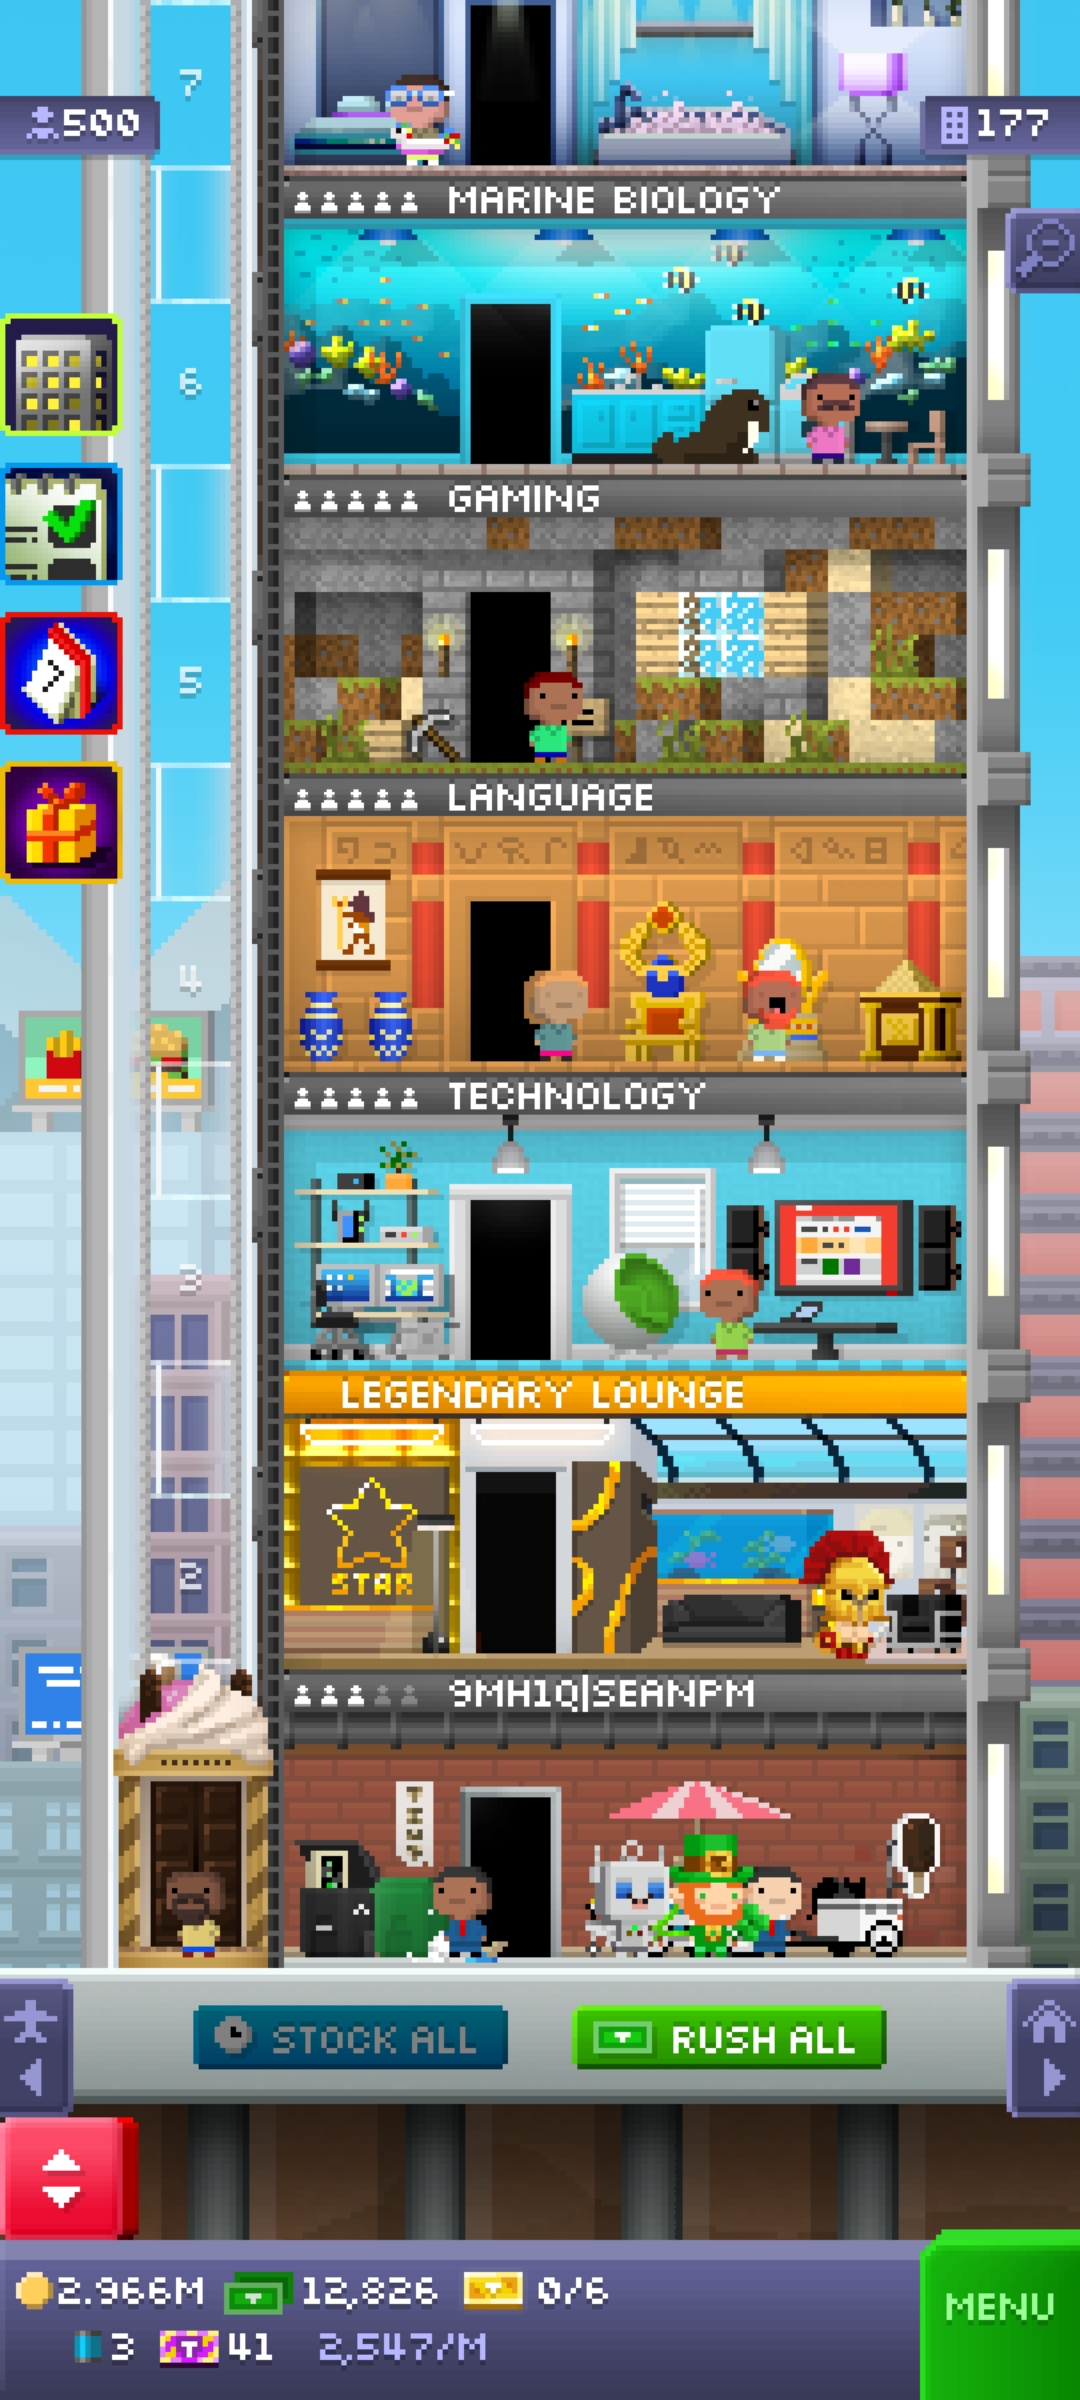 7
500
177
MARINE BIOLOGY
6
GAMING
5
LANGUAGE
4
TECHNOLOGY
3
LEGENDARY LOUNGE
STAR
2
9MH1Q|SEANPM
STOCK ALL
RUSH ALL
2.966M
12,826
0/6
3
T
41
2,547/M
MENU